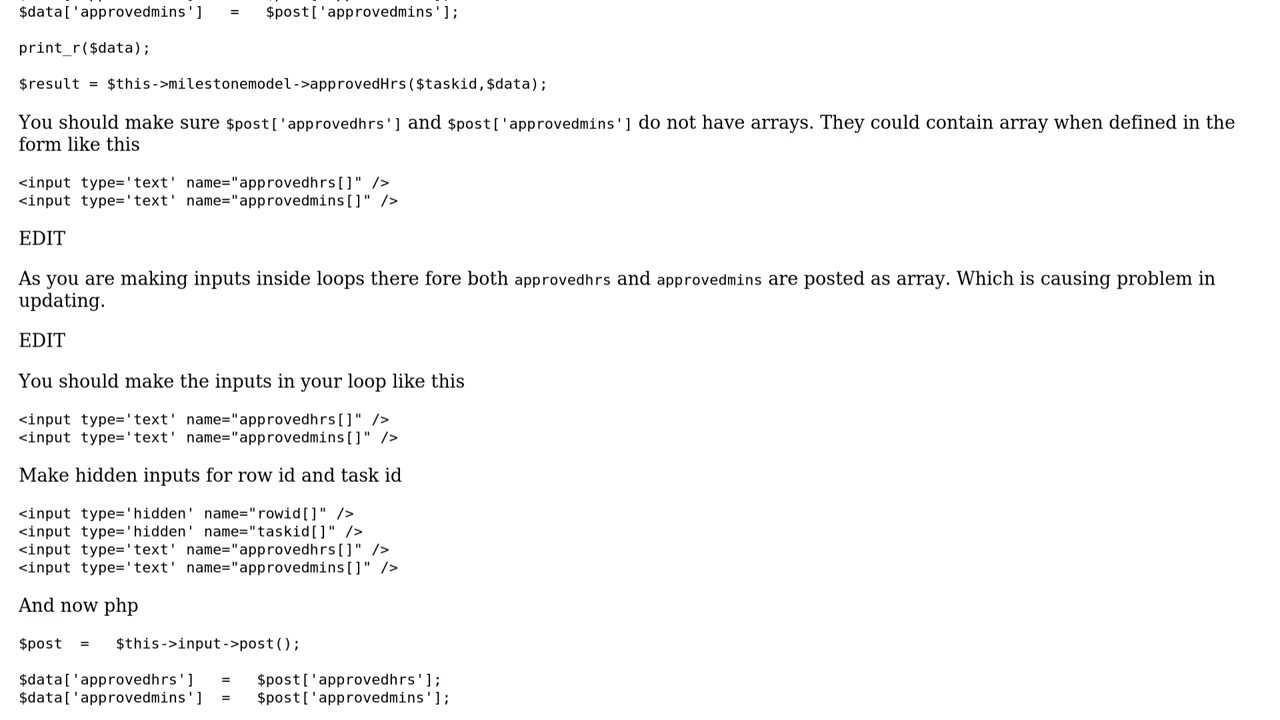 $data['approvedmins']   =   $post['approvedmins'];
print_r($data);
$result = $this->milestonemodel->approvedHrs($taskid,$data);
You should make sure $post['approvedhrs'] and $post['approvedmins'] do not have arrays. They could contain array when defined in the
form like this
<input type='text' name="approvedhrs[]" />
<input type='text' name="approvedmins[]" />
EDIT
As you are making inputs inside loops there fore both approvedhrs and approvedmins are posted as array. Which is causing problem in
updating.
EDIT
You should make the inputs in your loop like this
<input type='text' name="approvedhrs[]" />
<input type='text' name="approvedmins[]" />
Make hidden inputs for row id and task id
<input type='hidden' name="rowid[]" />
<input type='hidden' name="taskid[]" />
<input type='text' name="approvedhrs[]" />
<input type='text' name="approvedmins[]" />
And now php
$post  =   $this->input->post();
$data['approvedhrs']   =   $post['approvedhrs'];
$data['approvedmins']  =   $post['approvedmins'];